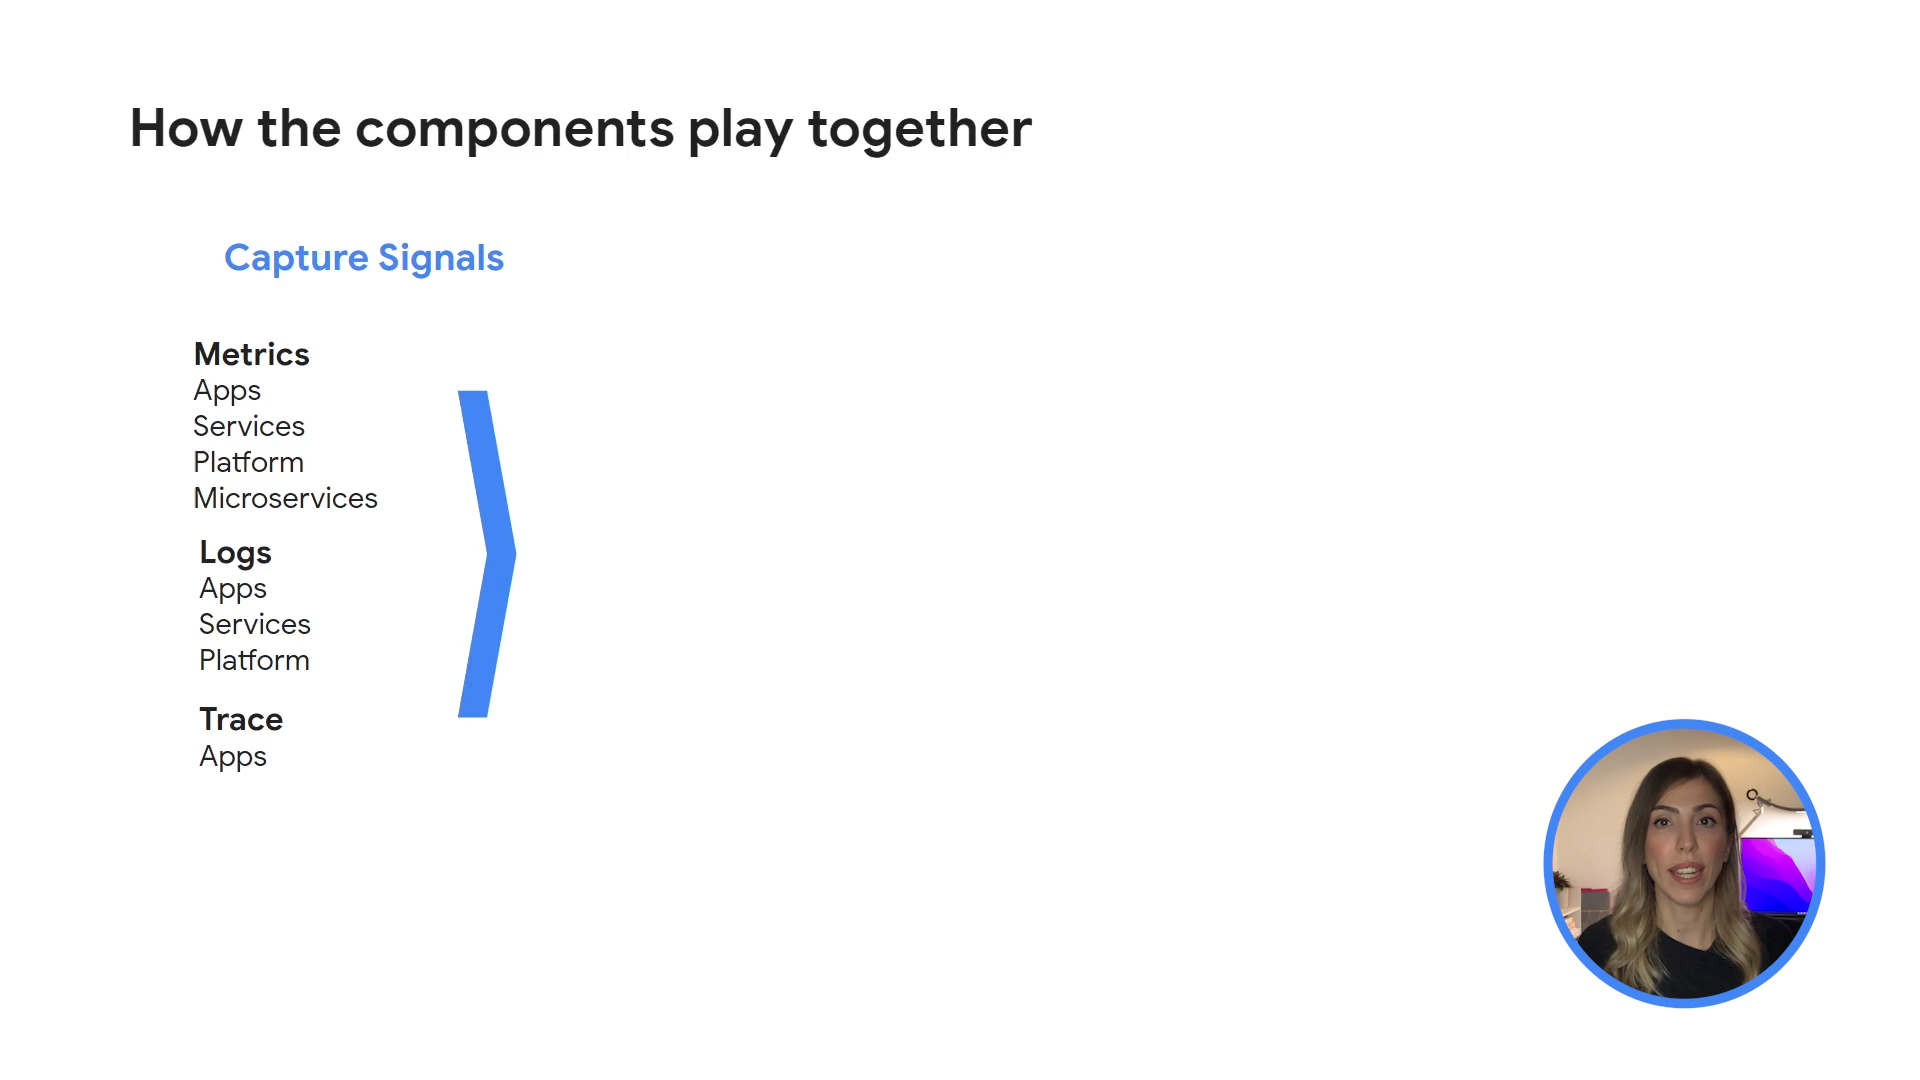 How the components play together
Capture Signals
Metrics
Apps
Services
Platform
Microservices
Logs
Apps
Services
Platform
Trace
Apps